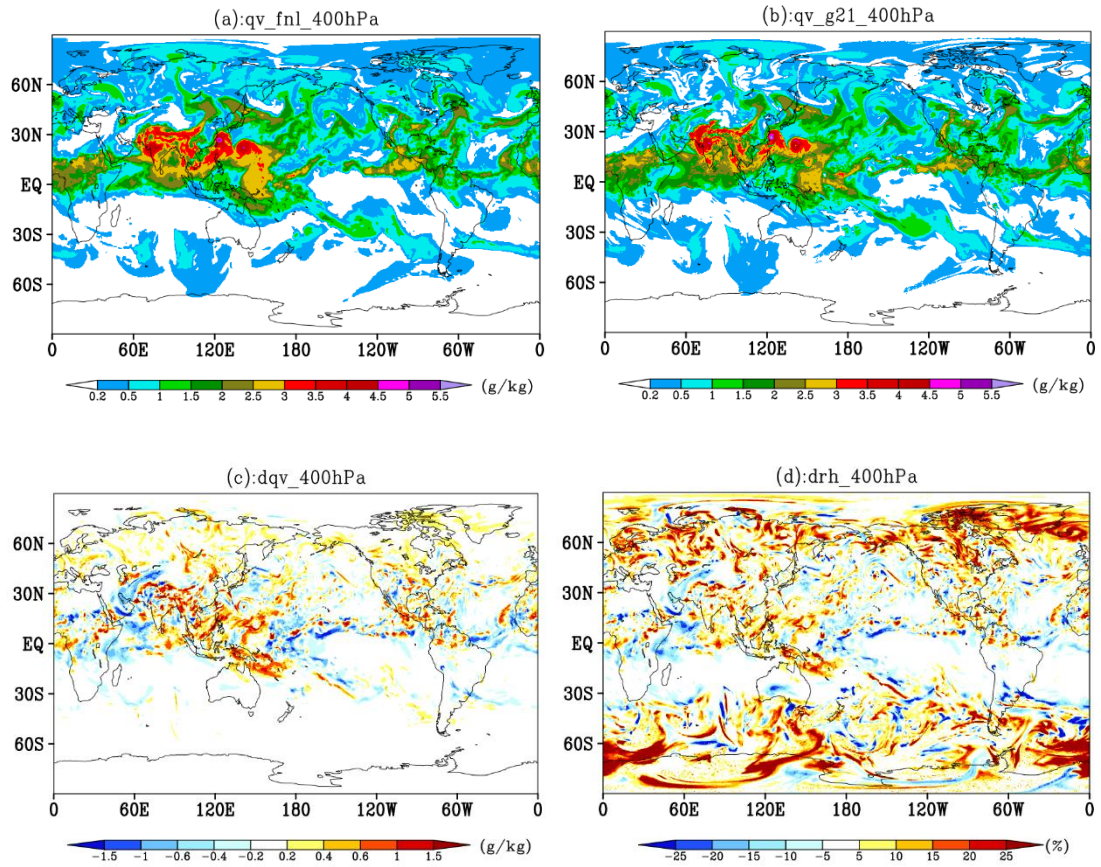 (a):qv_fnl_400hPa
60N
30N
EQ
30S
60S
0 60E 120E 180 120W 60W 0
0.2 0.5 1 1.5 2 2.5 3 3.5 4 4.5 5 5.5 (g/kg)
(b):qv_g21_400hPa
60N
30N
EQ
30S
60S
0 60E 120E 180 120W 60W 0
0.2 0.5 1 1.5 2 2.5 3 3.5 4 4.5 5 5.5 (g/kg)
(c):dqv_400hPa
60N
30N
EQ
30S
60S
0 60E 120E 180 120W 60W 0
-1.5 -1 -0.6 -0.4 -0.2 0.2 0.4 0.6 1 1.5 (g/kg)
(d):drh_400hPa
60N
30N
EQ
30S
60S
0 60E 120E 180 120W 60W 0
-25 -20 -15 -10 -5 5 10 15 20 25 (%)